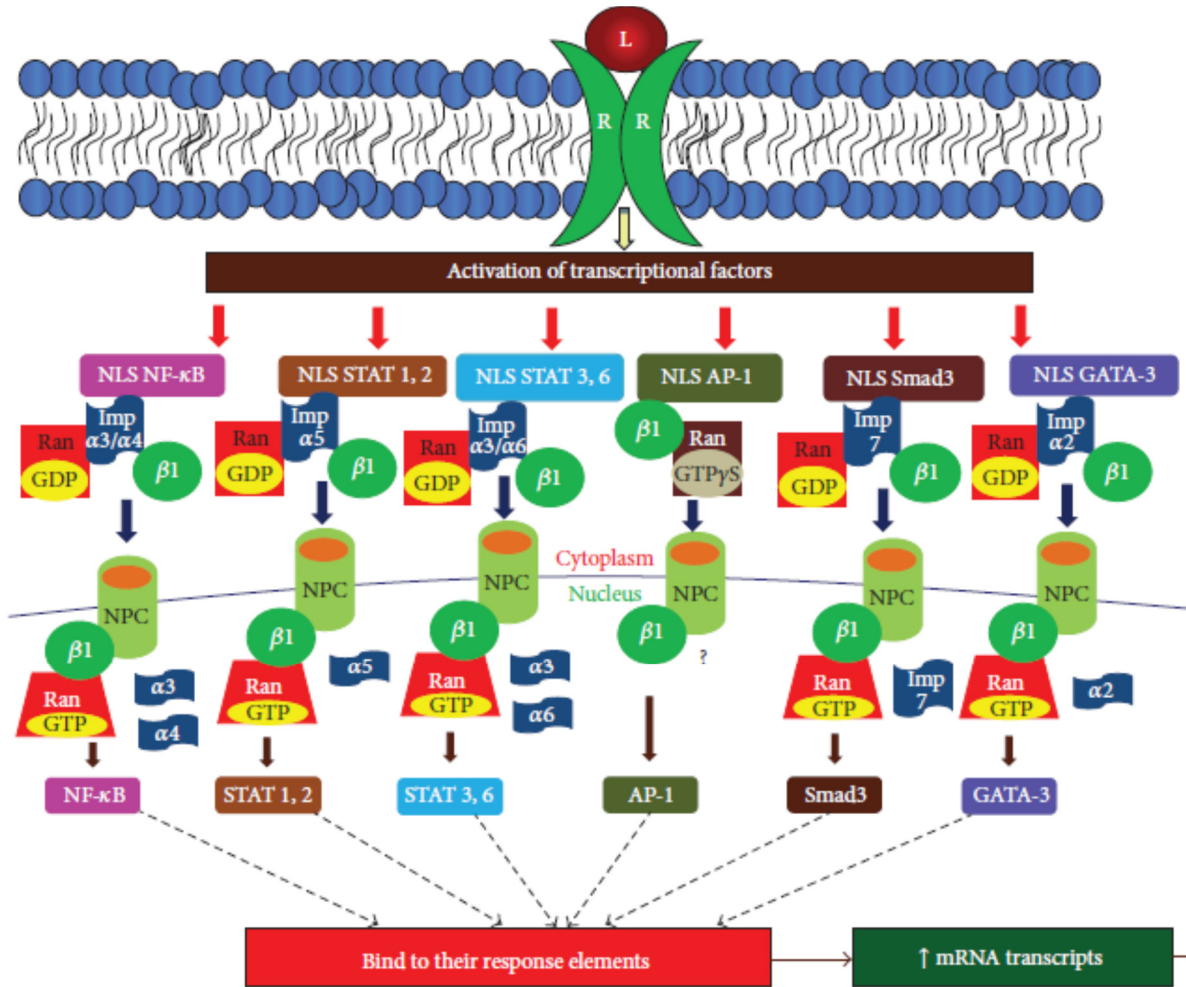 L
R R
Activation of transcriptional factors
NLS NF-κB
NLS STAT 1, 2
NLS STAT 3, 6
NLS AP-1
NLS Smad3
NLS GATA-3
Ran
GDP
Imp
α3/α4
β1
Ran
GDP
Imp
α5
β1
Ran
GDP
Imp
α3/α6
β1
β1
Ran
GTPγS
Ran
GDP
Imp
7
β1
Ran
GDP
Imp
α2
β1
NPC
NPC
NPC
Cytoplasm
Nucleus
NPC
NPC
NPC
β1
Ran
GTP
α3
α4
β1
Ran
GTP
α5
β1
Ran
GTP
α3
α6
β1
?
β1
Ran
GTP
Imp
7
β1
Ran
GTP
α2
NF-κB
STAT 1, 2
STAT 3, 6
AP-1
Smad3
GATA-3
Bind to their response elements
↑ mRNA transcripts